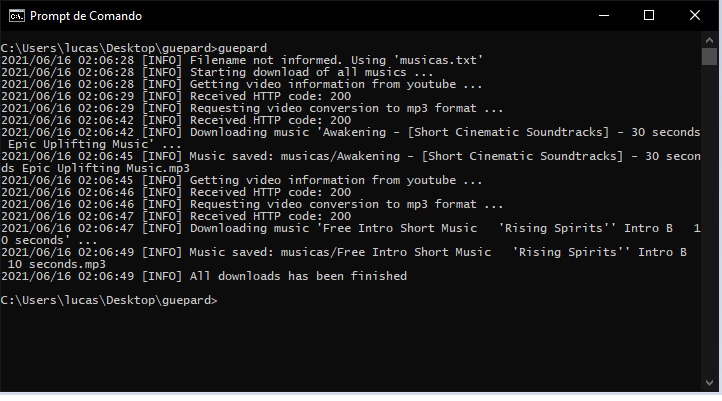 Prompt de Comando
C:\Users\lucas\Desktop\guepard>guepard
2021/06/16 02:06:28 [INFO] Filename not informed. Using 'musicas.txt'
2021/06/16 02:06:28 [INFO] Starting download of all musics ...
2021/06/16 02:06:28 [INFO] Getting video information from youtube ...
2021/06/16 02:06:29 [INFO] Received HTTP code: 200
2021/06/16 02:06:29 [INFO] Requesting video conversion to mp3 format ...
2021/06/16 02:06:42 [INFO] Received HTTP code: 200
2021/06/16 02:06:42 [INFO] Downloading music 'Awakening - [Short Cinematic Soundtracks] - 30 seconds
 Epic Uplifting Music' ...
2021/06/16 02:06:45 [INFO] Music saved: musicas/Awakening - [Short Cinematic Soundtracks] - 30 secon
ds Epic Uplifting Music.mp3
2021/06/16 02:06:45 [INFO] Getting video information from youtube ...
2021/06/16 02:06:46 [INFO] Received HTTP code: 200
2021/06/16 02:06:46 [INFO] Requesting video conversion to mp3 format ...
2021/06/16 02:06:47 [INFO] Received HTTP code: 200
2021/06/16 02:06:47 [INFO] Downloading music 'Free Intro Short Music   'Rising Spirits'' Intro B   1
0 seconds' ...
2021/06/16 02:06:49 [INFO] Music saved: musicas/Free Intro Short Music   'Rising Spirits'' Intro B
 10 seconds.mp3
2021/06/16 02:06:49 [INFO] All downloads has been finished
C:\Users\lucas\Desktop\guepard>